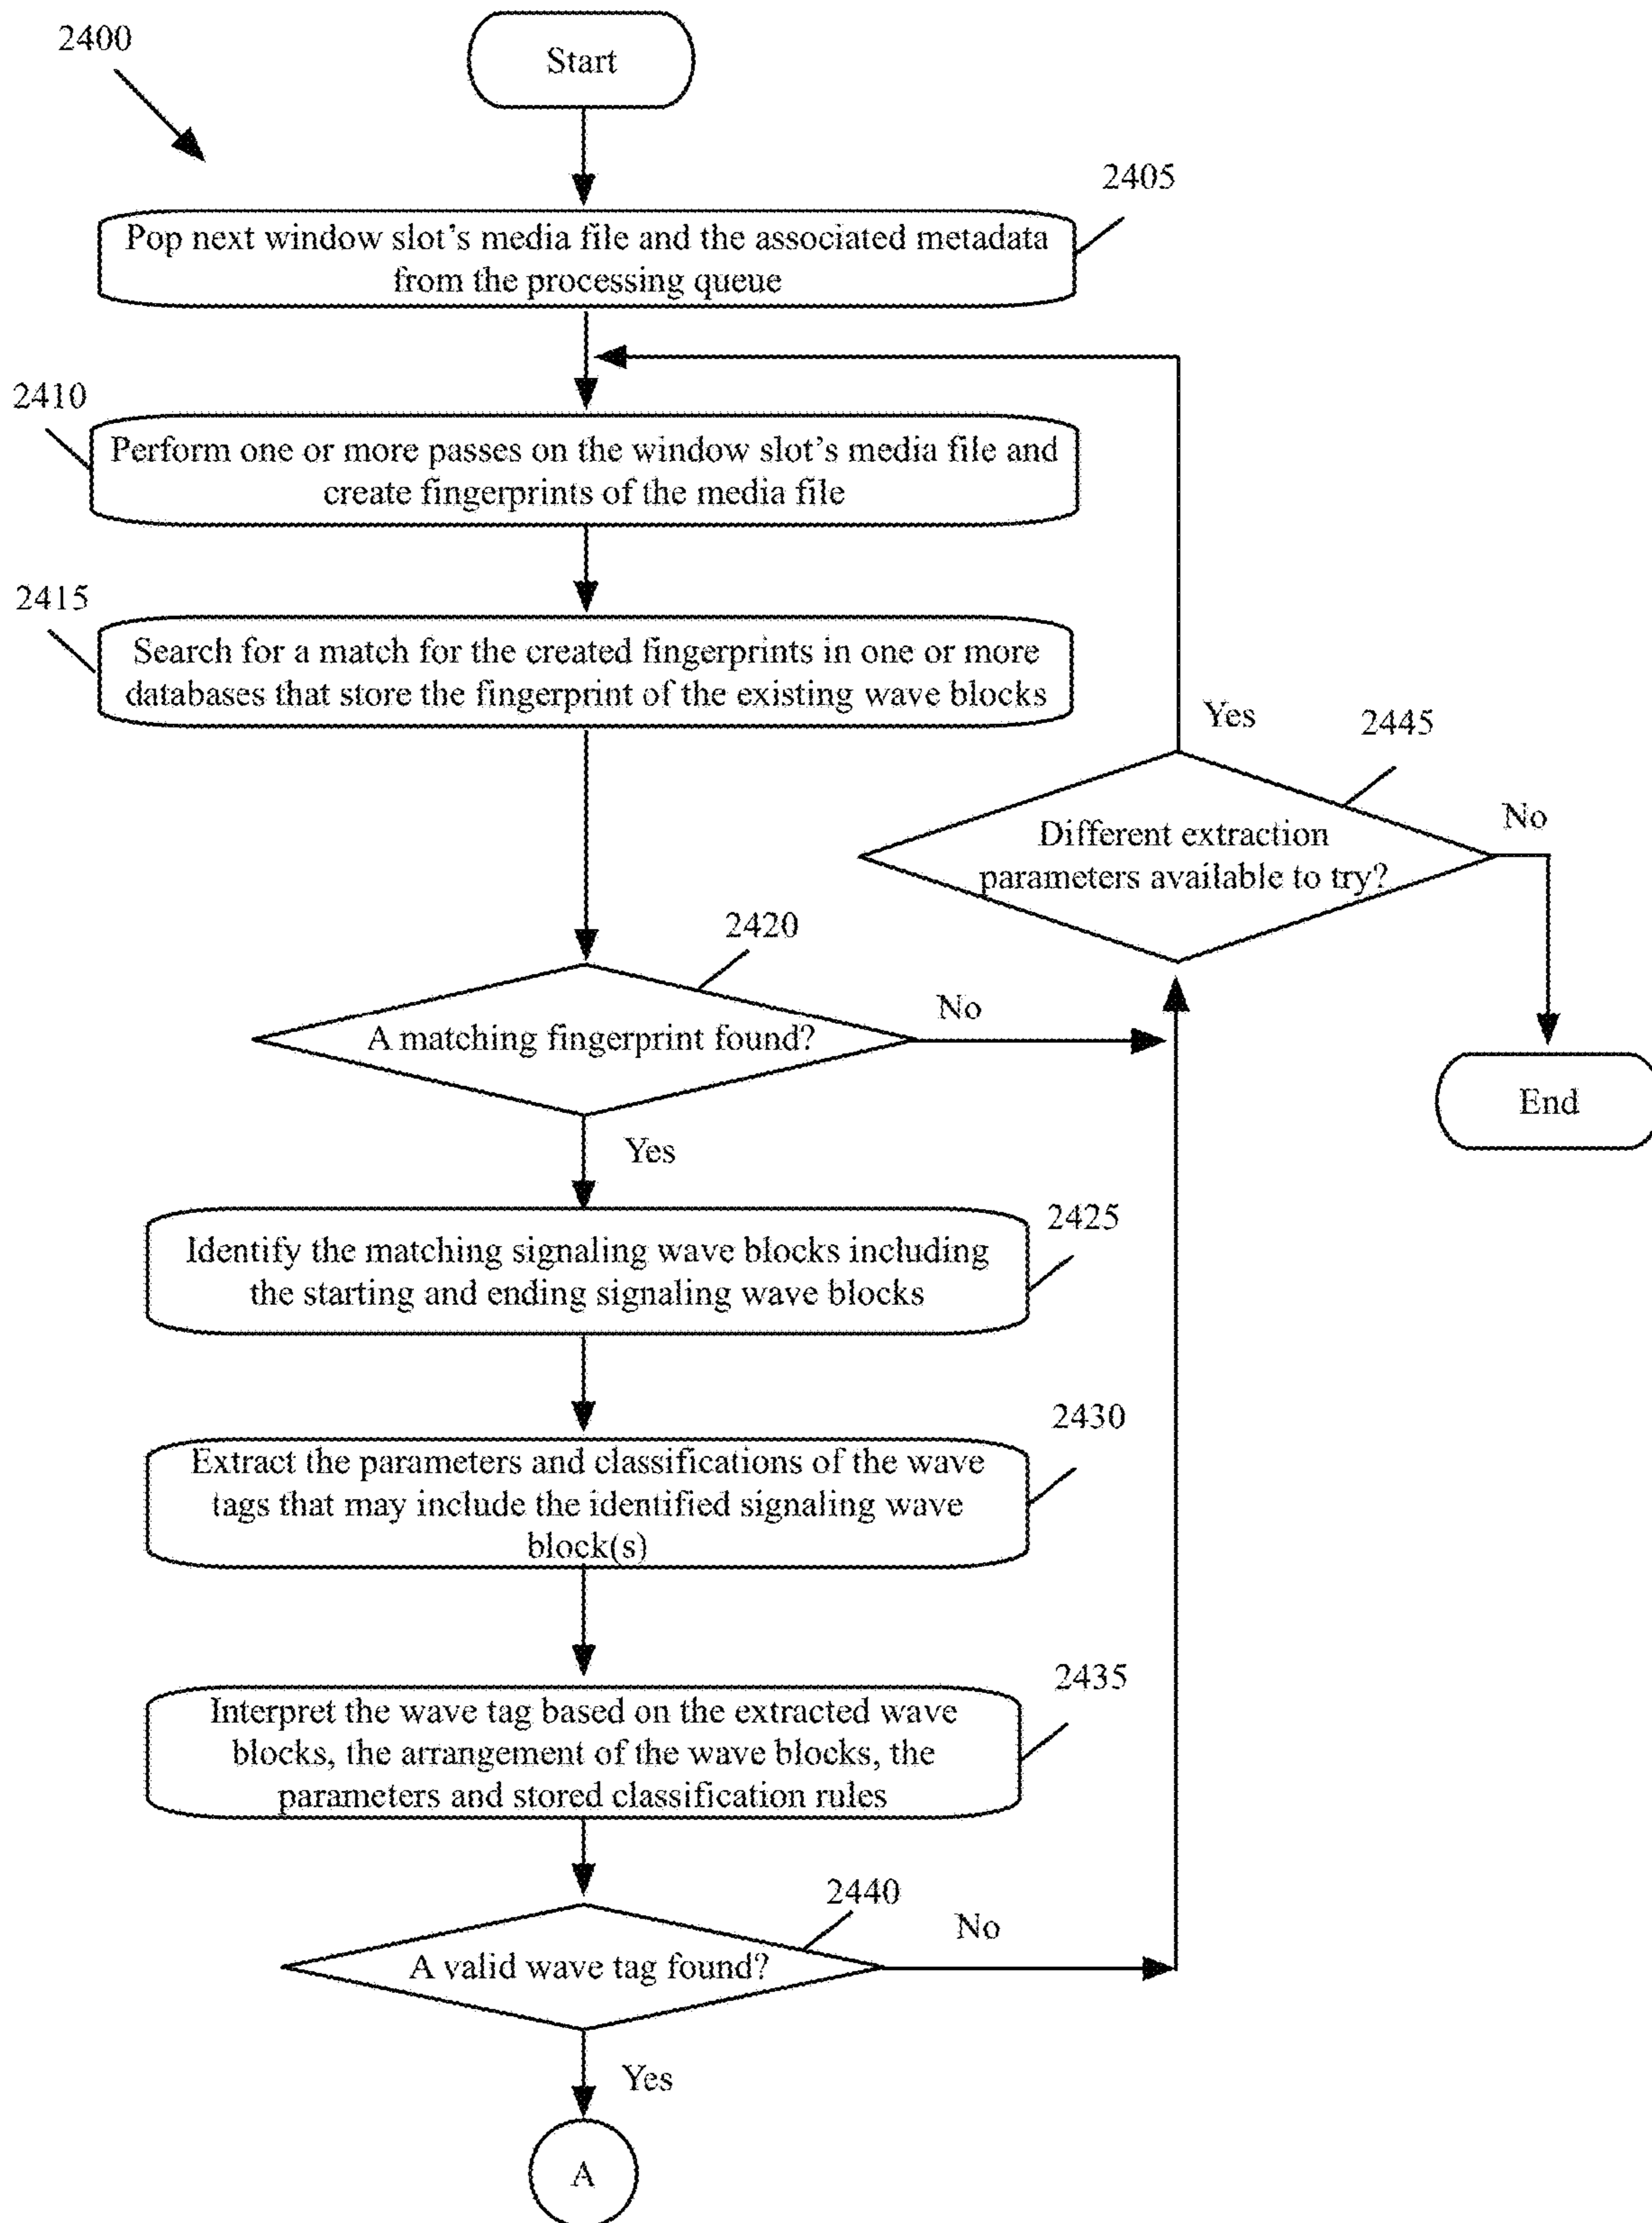 2400
Start
2405
Pop next window slot's media file and the associated metadata
from the processing queue
2410
Perform one or more passes on the window slot's media file and
create fingerprints of the media file
2415
Search for a match for the created fingerprints in one or more
databases that store the fingerprint of the existing wave blocks
Yes
2445
Different extraction
parameters available to try?
No
2420
A matching fingerprint found?
No
End
Yes
2425
Identify the matching signaling wave blocks including
the starting and ending signaling wave blocks
2430
Extract the parameters and classifications of the wave
tags that may include the identified signaling wave
block(s)
2435
Interpret the wave tag based on the extracted wave
blocks, the arrangement of the wave blocks, the
parameters and stored classification rules
2440
A valid wave tag found?
No
Yes
A